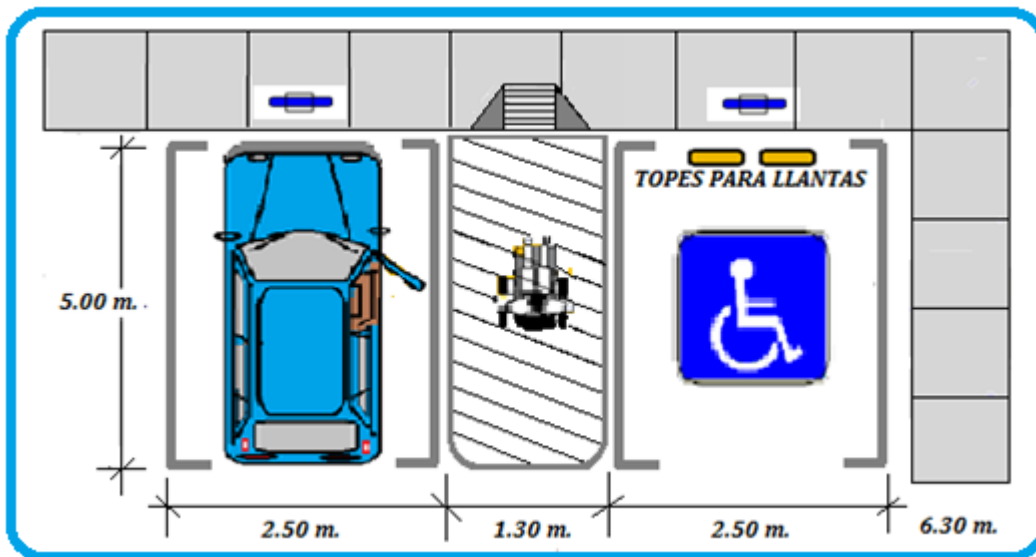 TOPES PARA LLANTAS
5.00 m.
2.50 m.
1.30 m.
2.50 m.
6.30 m.